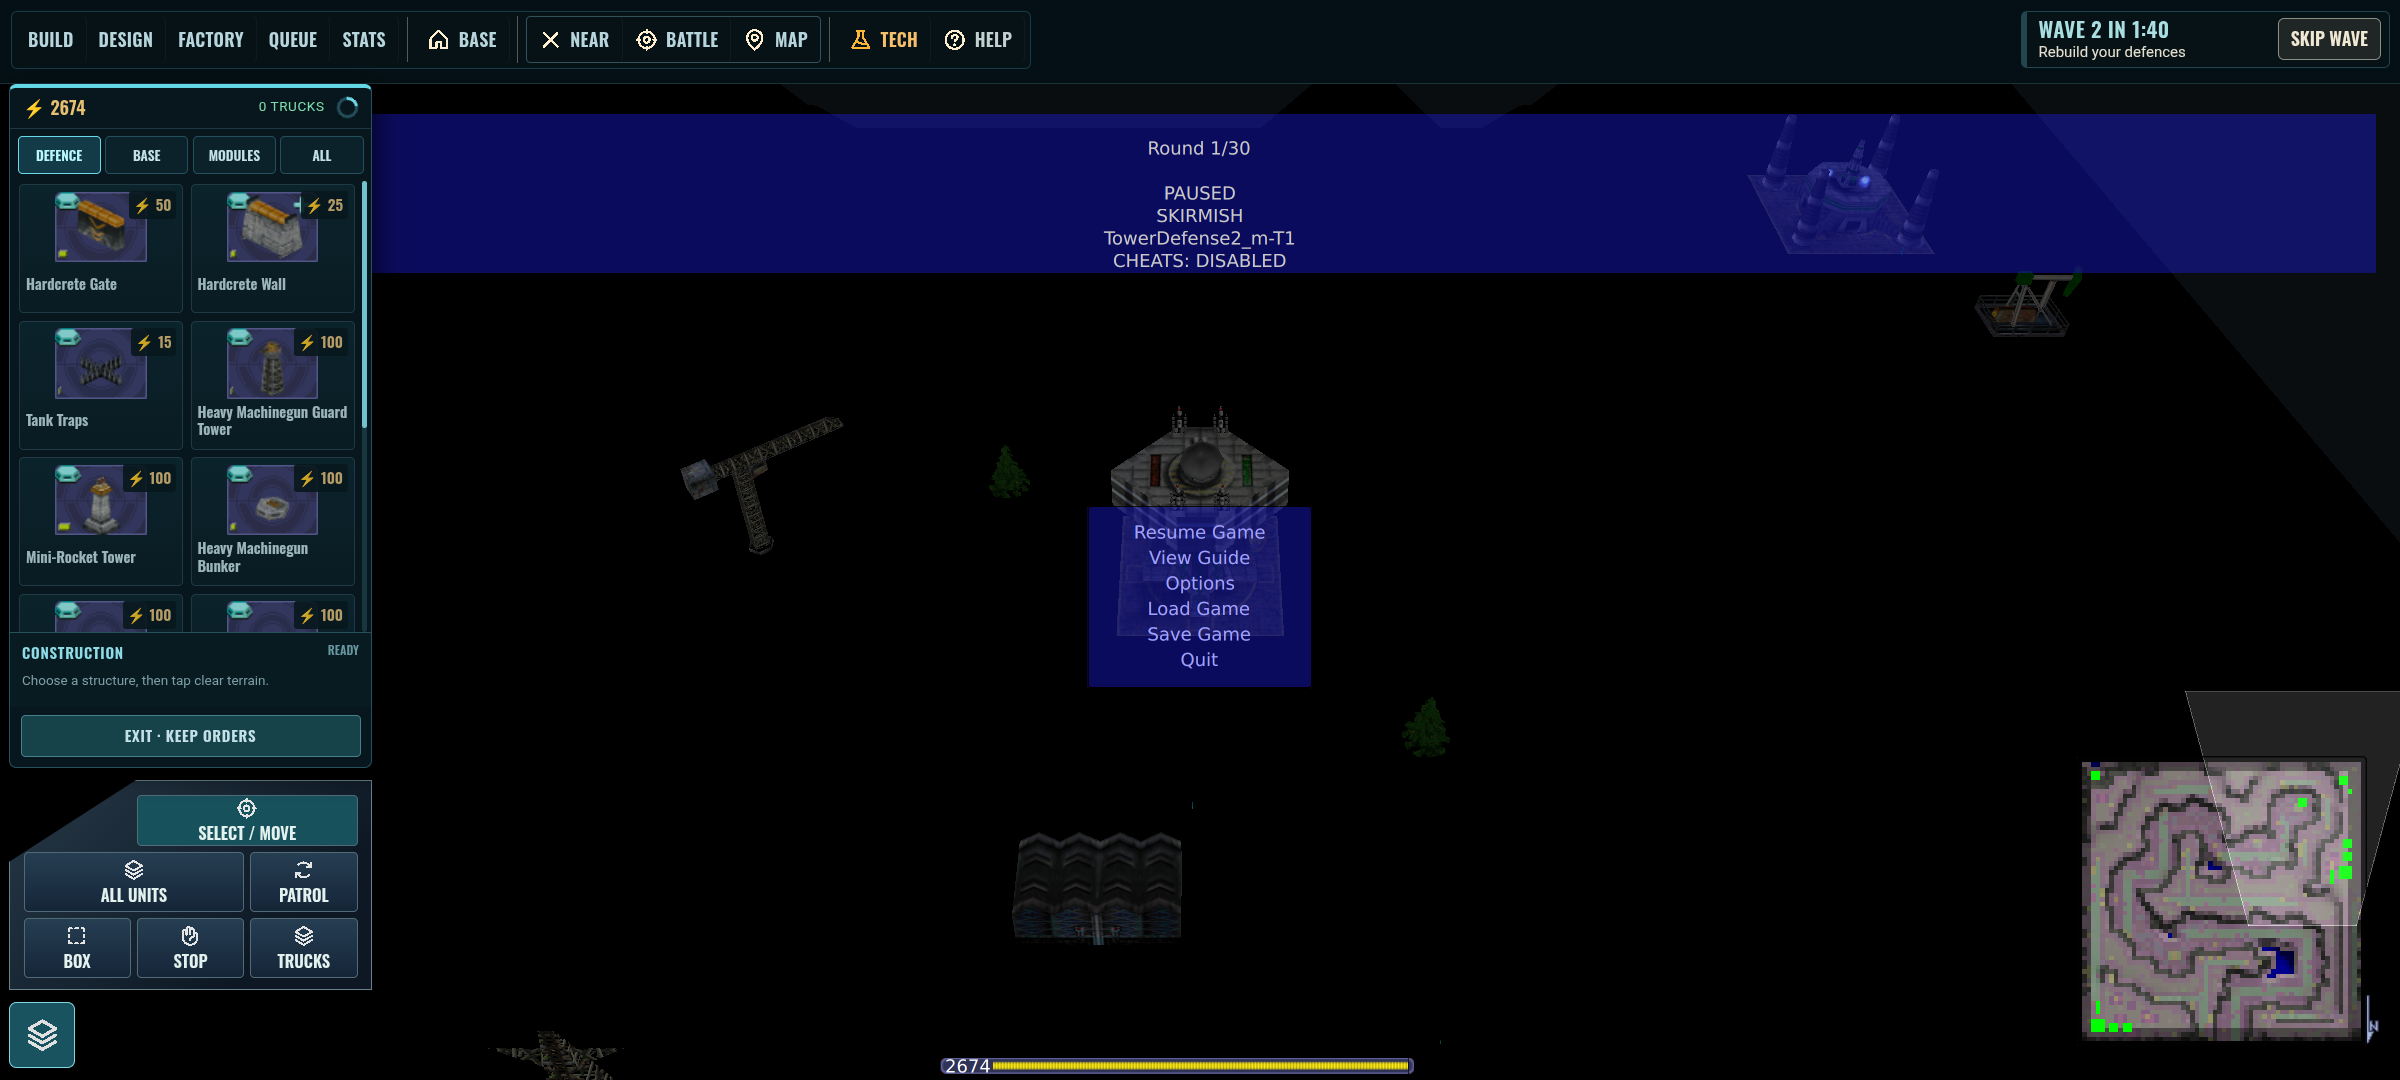 BUILD DESIGN FACTORY QUEUE STATS BASE NEAR BATTLE MAP TECH HELP
WAVE 2 IN 1:40
Rebuild your defences
SKIP WAVE
2674
0 TRUCKS
DEFENCE BASE MODULES ALL
50
Hardcrete Gate
25
Hardcrete Wall
15
Tank Traps
100
Heavy Machinegun Guard
Tower
100
Mini-Rocket Tower
100
Heavy Machinegun
Bunker
100
100
CONSTRUCTION
READY
Choose a structure, then tap clear terrain.
EXIT · KEEP ORDERS
SELECT / MOVE
ALL UNITS
PATROL
BOX
STOP
TRUCKS
Round 1/30
PAUSED
SKIRMISH
TowerDefense2_m-T1
CHEATS: DISABLED
Resume Game
View Guide
Options
Load Game
Save Game
Quit
2674
N